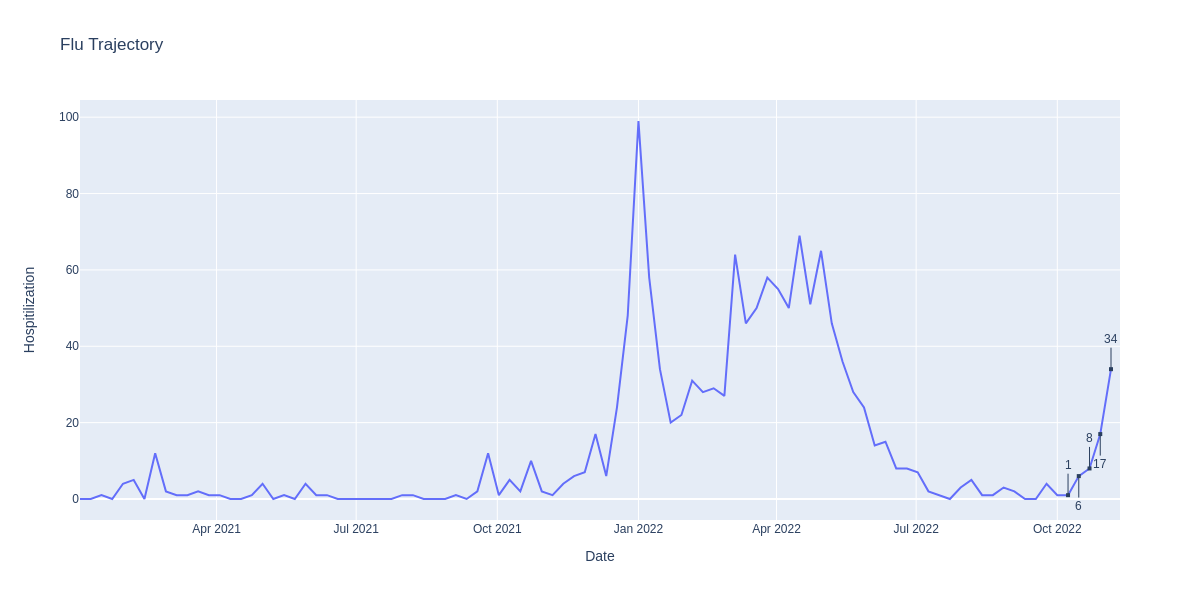 Flu Trajectory
100
80
60
40
20
0
Hospitilization
34
8
1
17
6
Apr 2021
Jul 2021
Oct 2021
Jan 2022
Apr 2022
Jul 2022
Oct 2022
Date